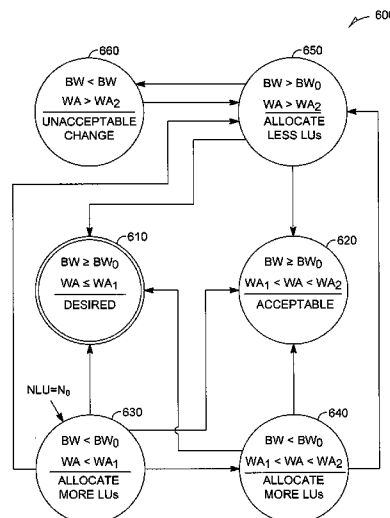 600
660
BW < BW
WA > WA2
UNACCEPTABLE
CHANGE
650
BW > BW0
WA > WA2
ALLOCATE
LESS LUs
610
BW ≥ BW0
WA ≤ WA1
DESIRED
620
BW ≥ BW0
WA1 < WA < WA2
ACCEPTABLE
NLU=N0
630
BW < BW0
WA < WA1
ALLOCATE
MORE LUs
640
BW < BW0
WA1 < WA < WA2
ALLOCATE
MORE LUs